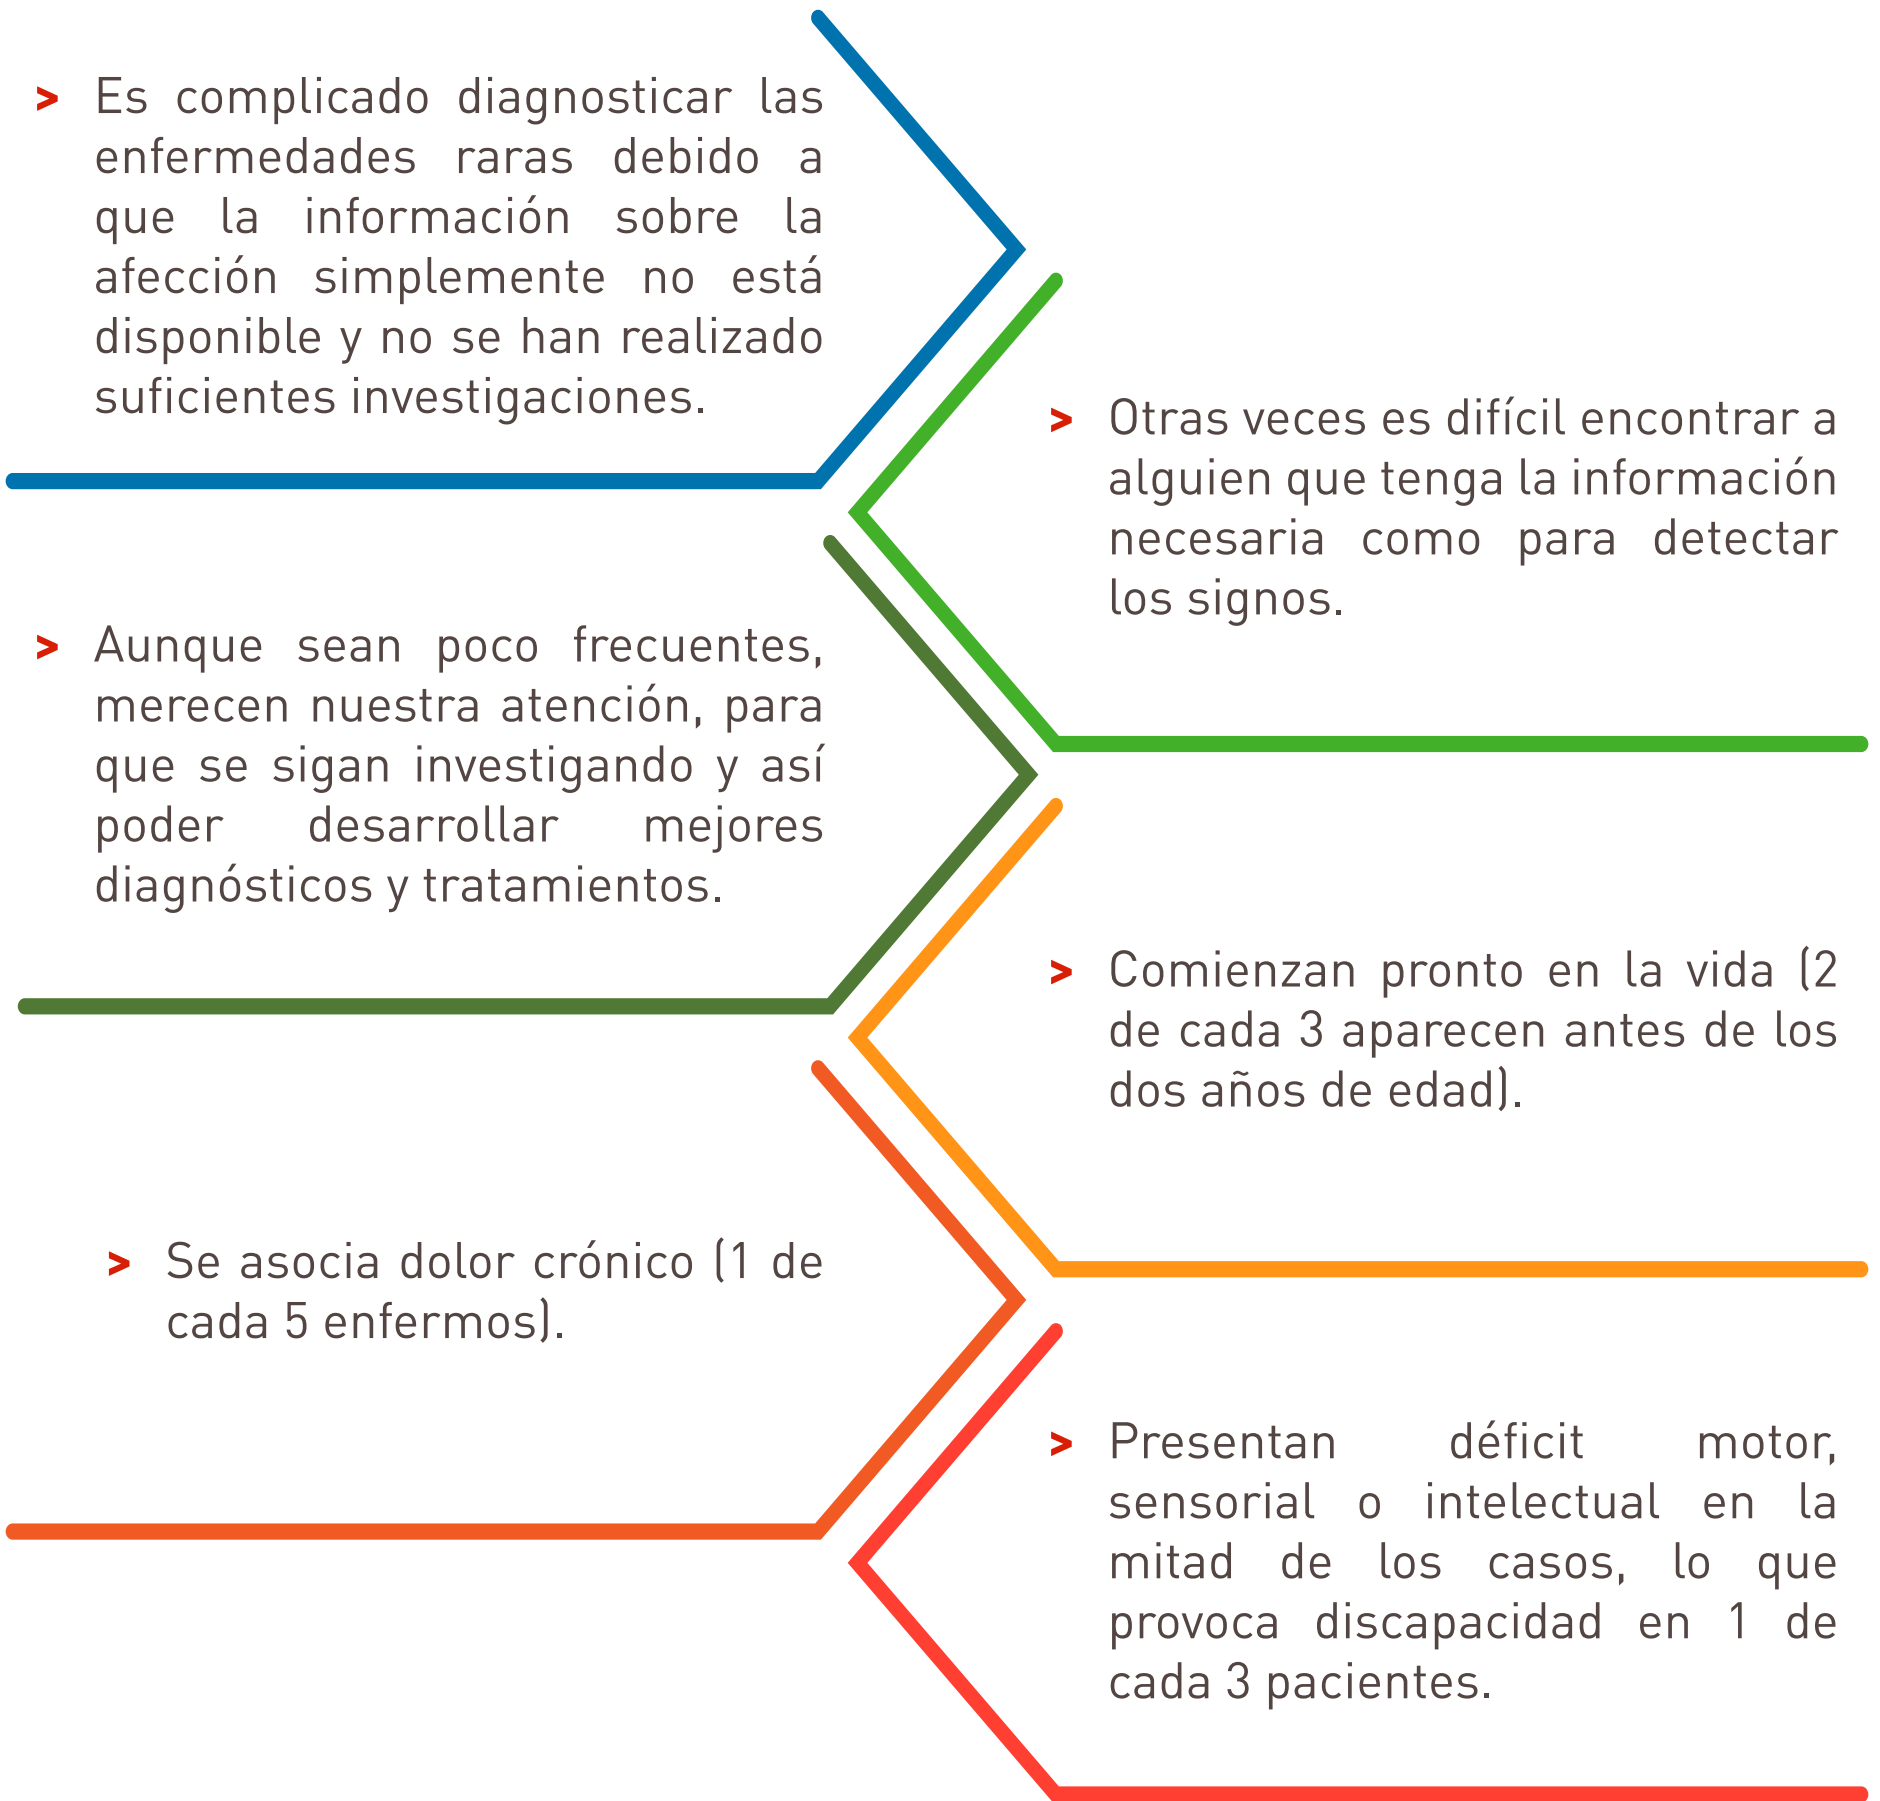 > Es complicado diagnosticar las
enfermedades raras debido a
que la información sobre la
afección simplemente no está
disponible y no se han realizado
suficientes investigaciones.
> Otras veces es difícil encontrar a
alguien que tenga la información
necesaria como para detectar
los signos.
> Aunque sean poco frecuentes,
merecen nuestra atención, para
que se sigan investigando y así
poder desarrollar mejores
diagnósticos y tratamientos.
> Comienzan pronto en la vida (2
de cada 3 aparecen antes de los
dos años de edad).
> Se asocia dolor crónico (1 de
cada 5 enfermos).
> Presentan déficit motor,
sensorial o intelectual en la
mitad de los casos, lo que
provoca discapacidad en 1 de
cada 3 pacientes.